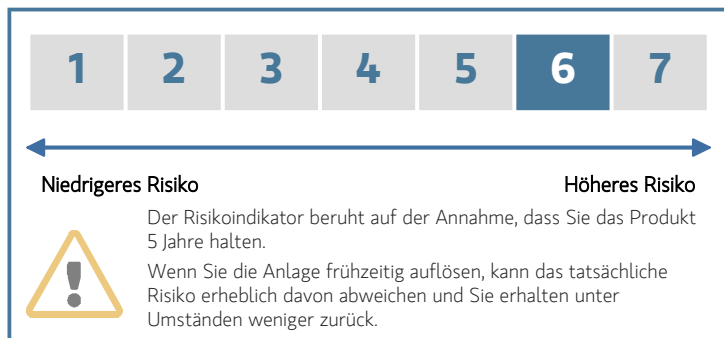 1 2 3 4 5 6 7
Niedrigeres Risiko Höheres Risiko
Der Risikoindikator beruht auf der Annahme, dass Sie das Produkt
5 Jahre halten.
Wenn Sie die Anlage frühzeitig auflösen, kann das tatsächliche
Risiko erheblich davon abweichen und Sie erhalten unter
Umständen weniger zurück.